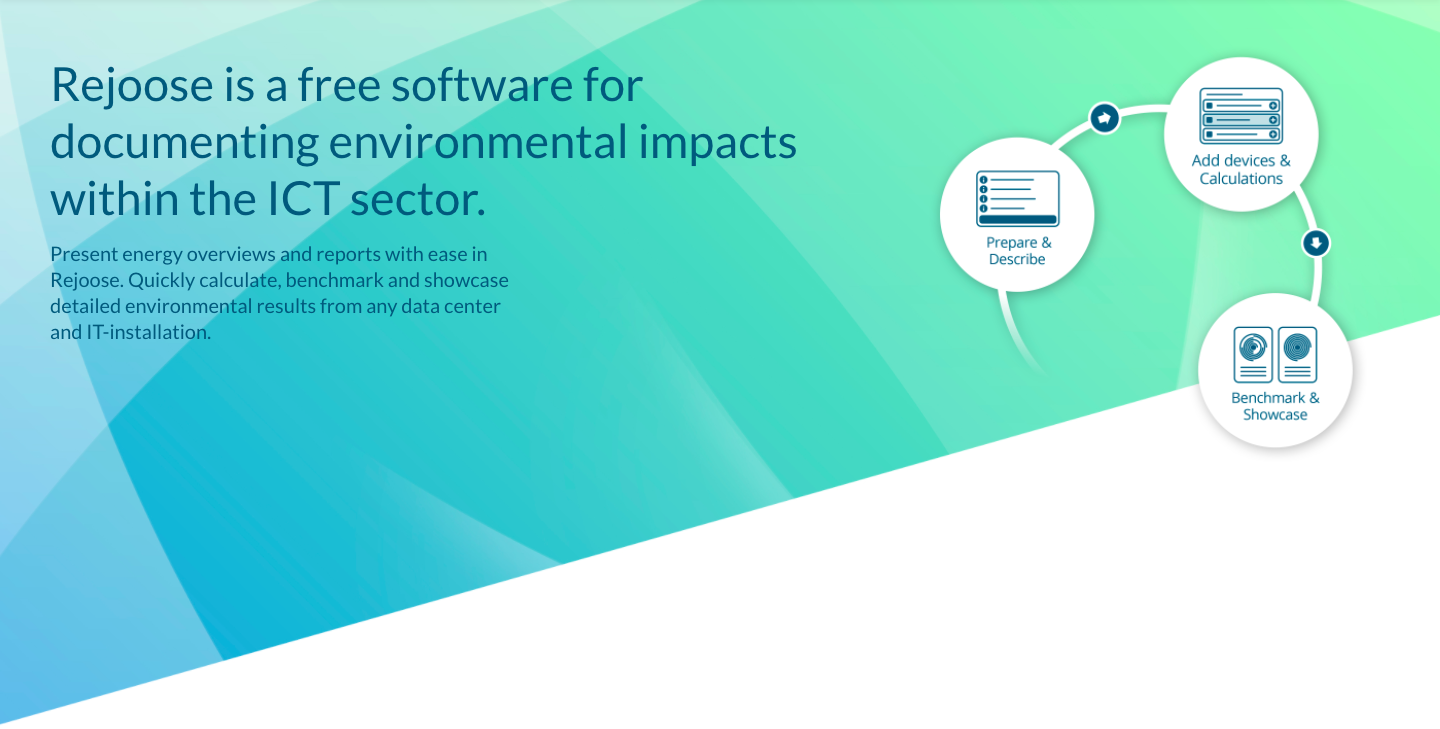 Rejoose is a free software for
documenting environmental impacts
within the ICT sector.
Present energy overviews and reports with ease in
Rejoose. Quickly calculate, benchmark and showcase
detailed environmental results from any data center
and IT-installation.
Prepare &
Describe
Add devices &
Calculations
Benchmark &
Showcase